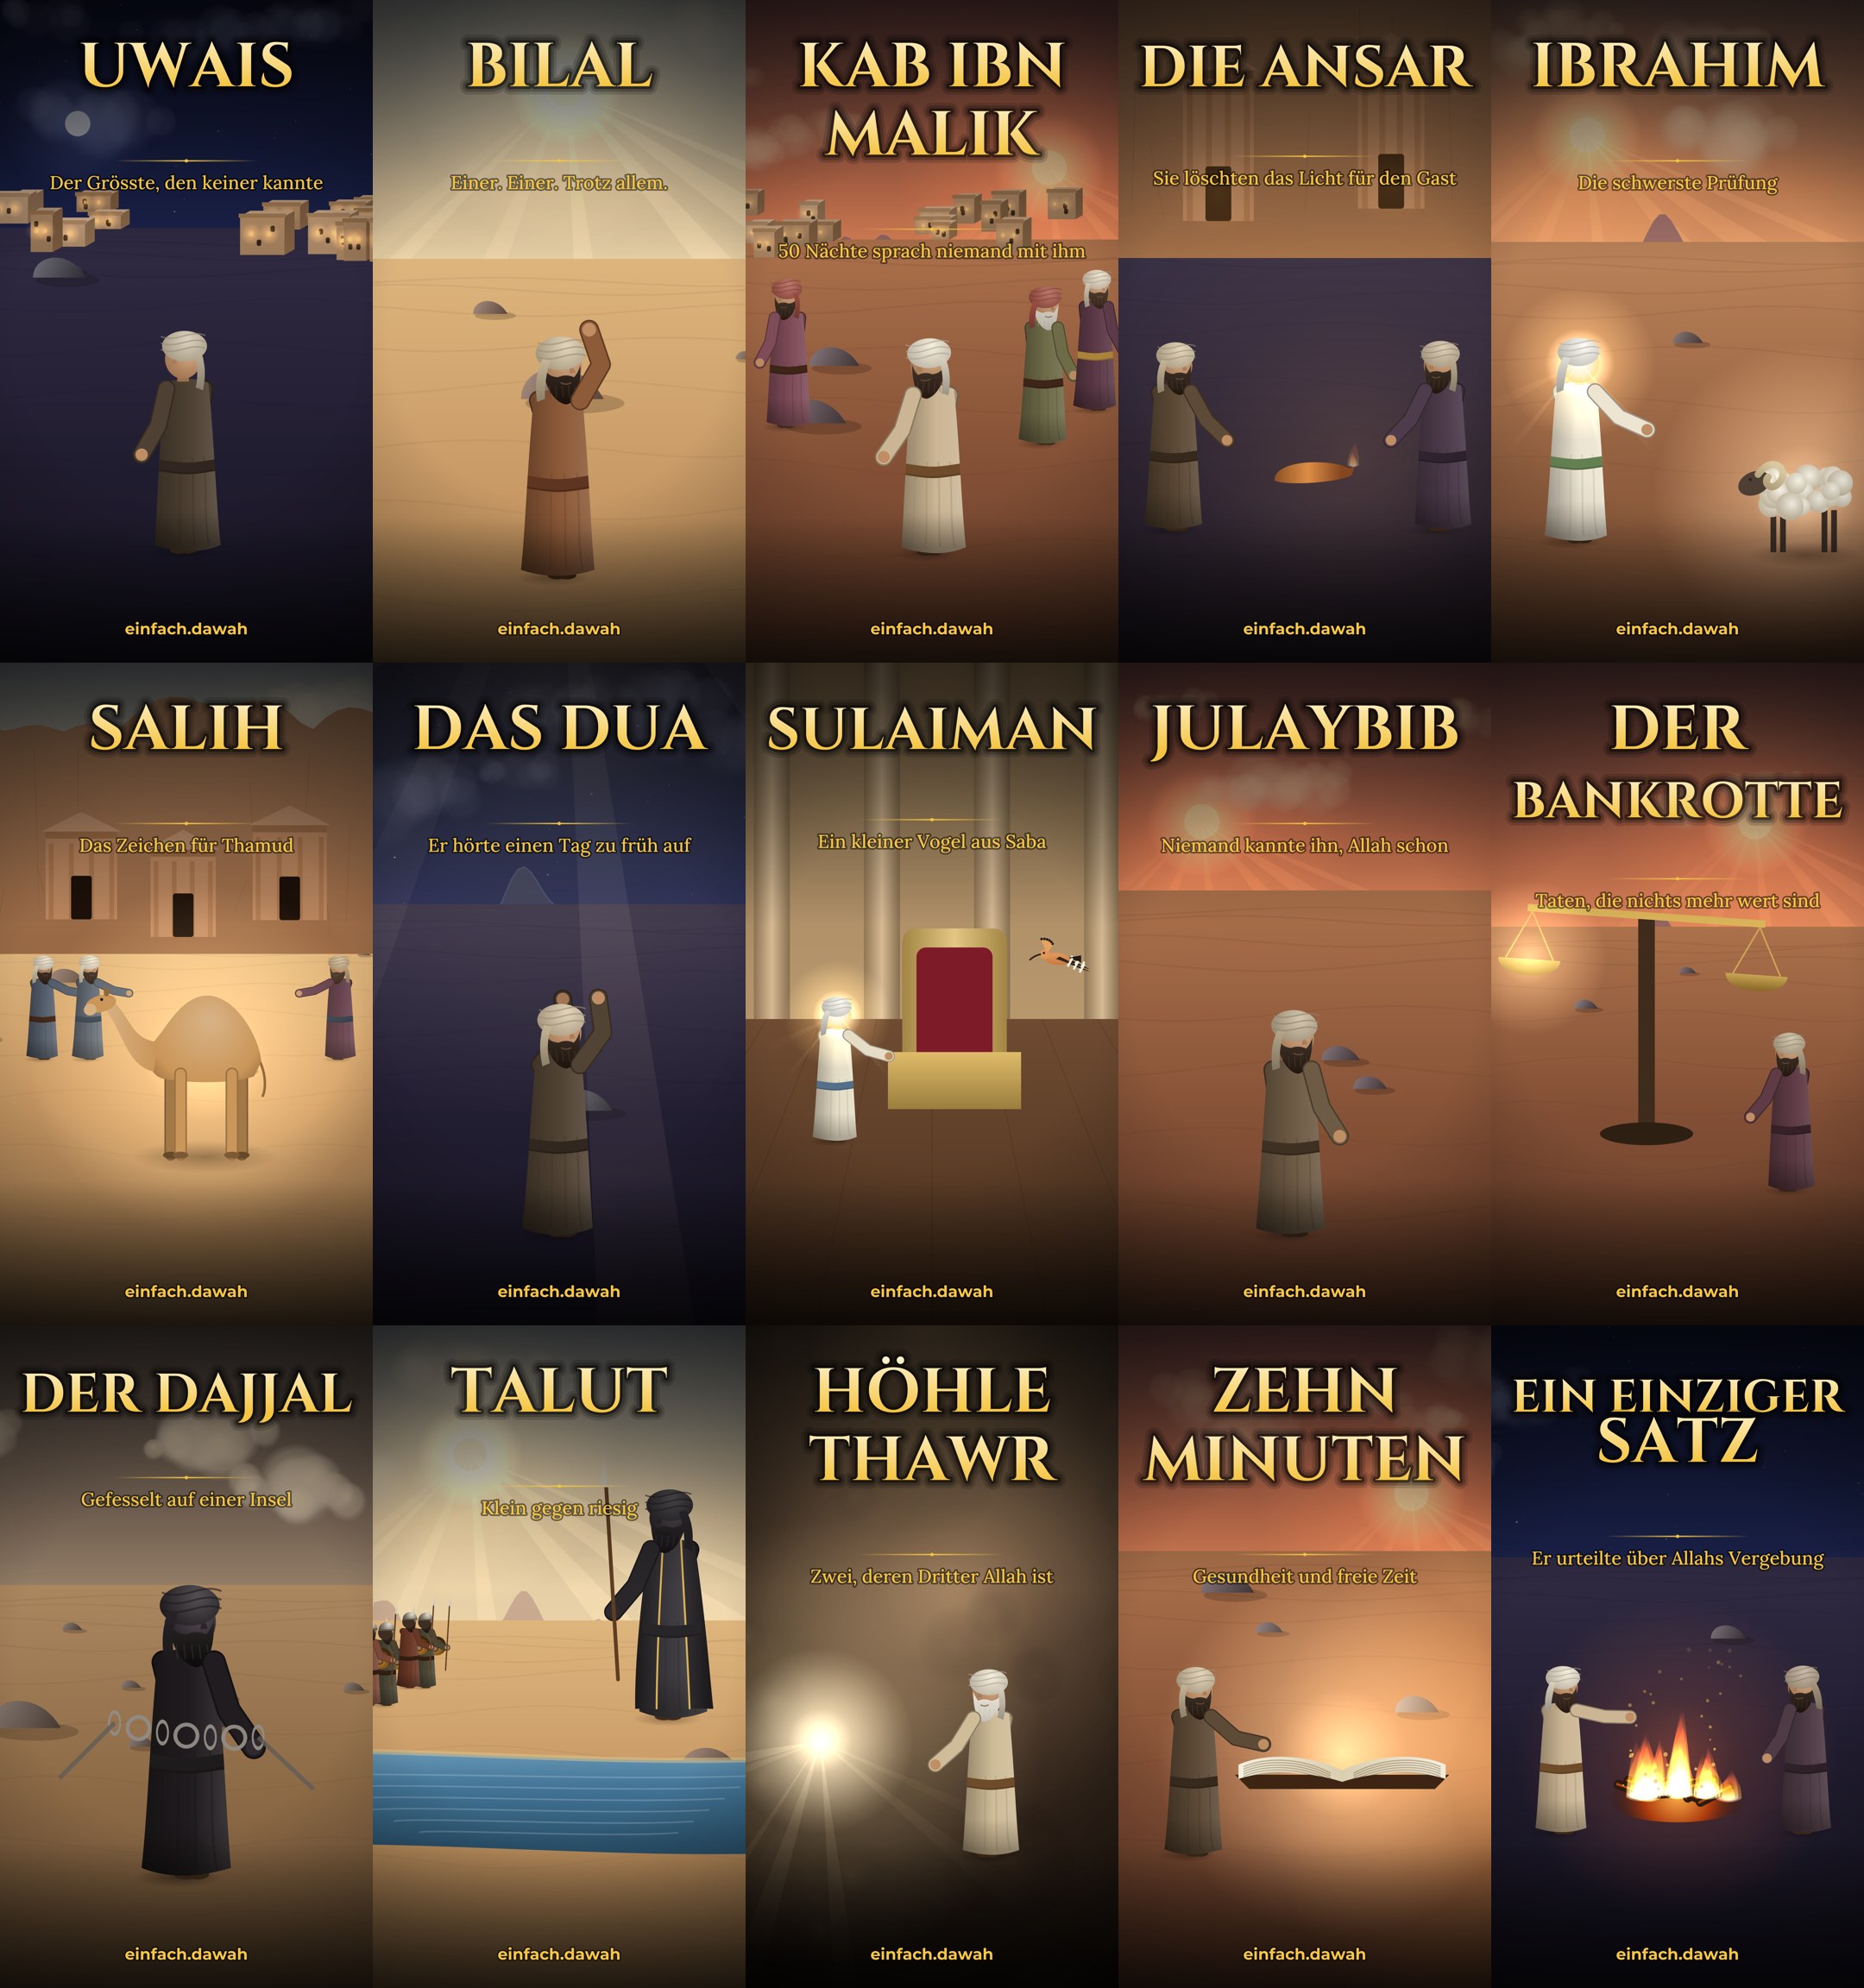 UWAIS
Der Grösste, den keiner kannte
einfach.dawah
BILAL
Einer. Einer. Trotz allem.
einfach.dawah
KAB IBN
MALIK
50 Nächte sprach niemand mit ihm
einfach.dawah
DIE ANSAR
Sie löschten das Licht für den Gast
einfach.dawah
IBRAHIM
Die schwerste Prüfung
einfach.dawah
SALIH
Das Zeichen für Thamud
einfach.dawah
DAS DUA
Er hörte einen Tag zu früh auf
einfach.dawah
SULAIMAN
Ein kleiner Vogel aus Saba
einfach.dawah
JULAYBIB
Niemand kannte ihn, Allah schon
einfach.dawah
DER
BANKROTTE
Taten, die nichts mehr wert sind
einfach.dawah
DER DAJJAL
Gefesselt auf einer Insel
einfach.dawah
TALUT
Klein gegen riesig
einfach.dawah
HÖHLE
THAWR
Zwei, deren Dritter Allah ist
einfach.dawah
ZEHN
MINUTEN
Gesundheit und freie Zeit
einfach.dawah
EIN EINZIGER
SATZ
Er urteilte über Allahs Vergebung
einfach.dawah